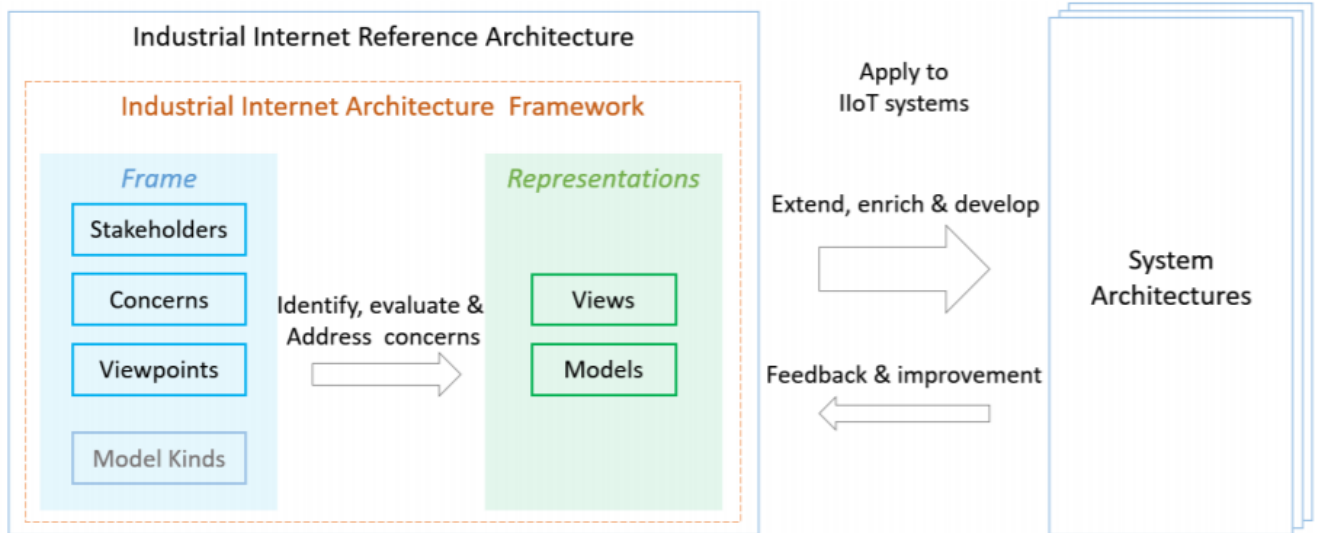 Industrial Internet Reference Architecture
Industrial Internet Architecture Framework
Frame
Stakeholders
Concerns
Viewpoints
Model Kinds
Identify, evaluate &
Address concerns
Representations
Views
Models
Apply to
IIoT systems
Extend, enrich & develop
Feedback & improvement
System
Architectures